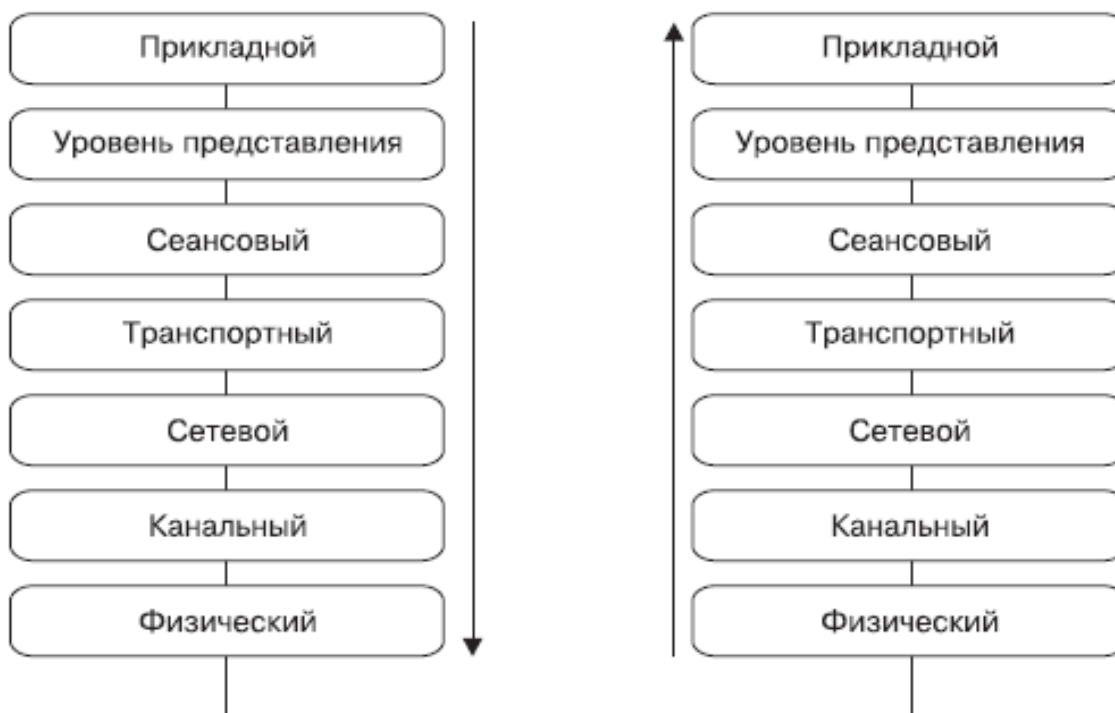 Прикладной
Уровень представления
Сеансовый
Транспортный
Сетевой
Канальный
Физический
Прикладной
Уровень представления
Сеансовый
Транспортный
Сетевой
Канальный
Физический